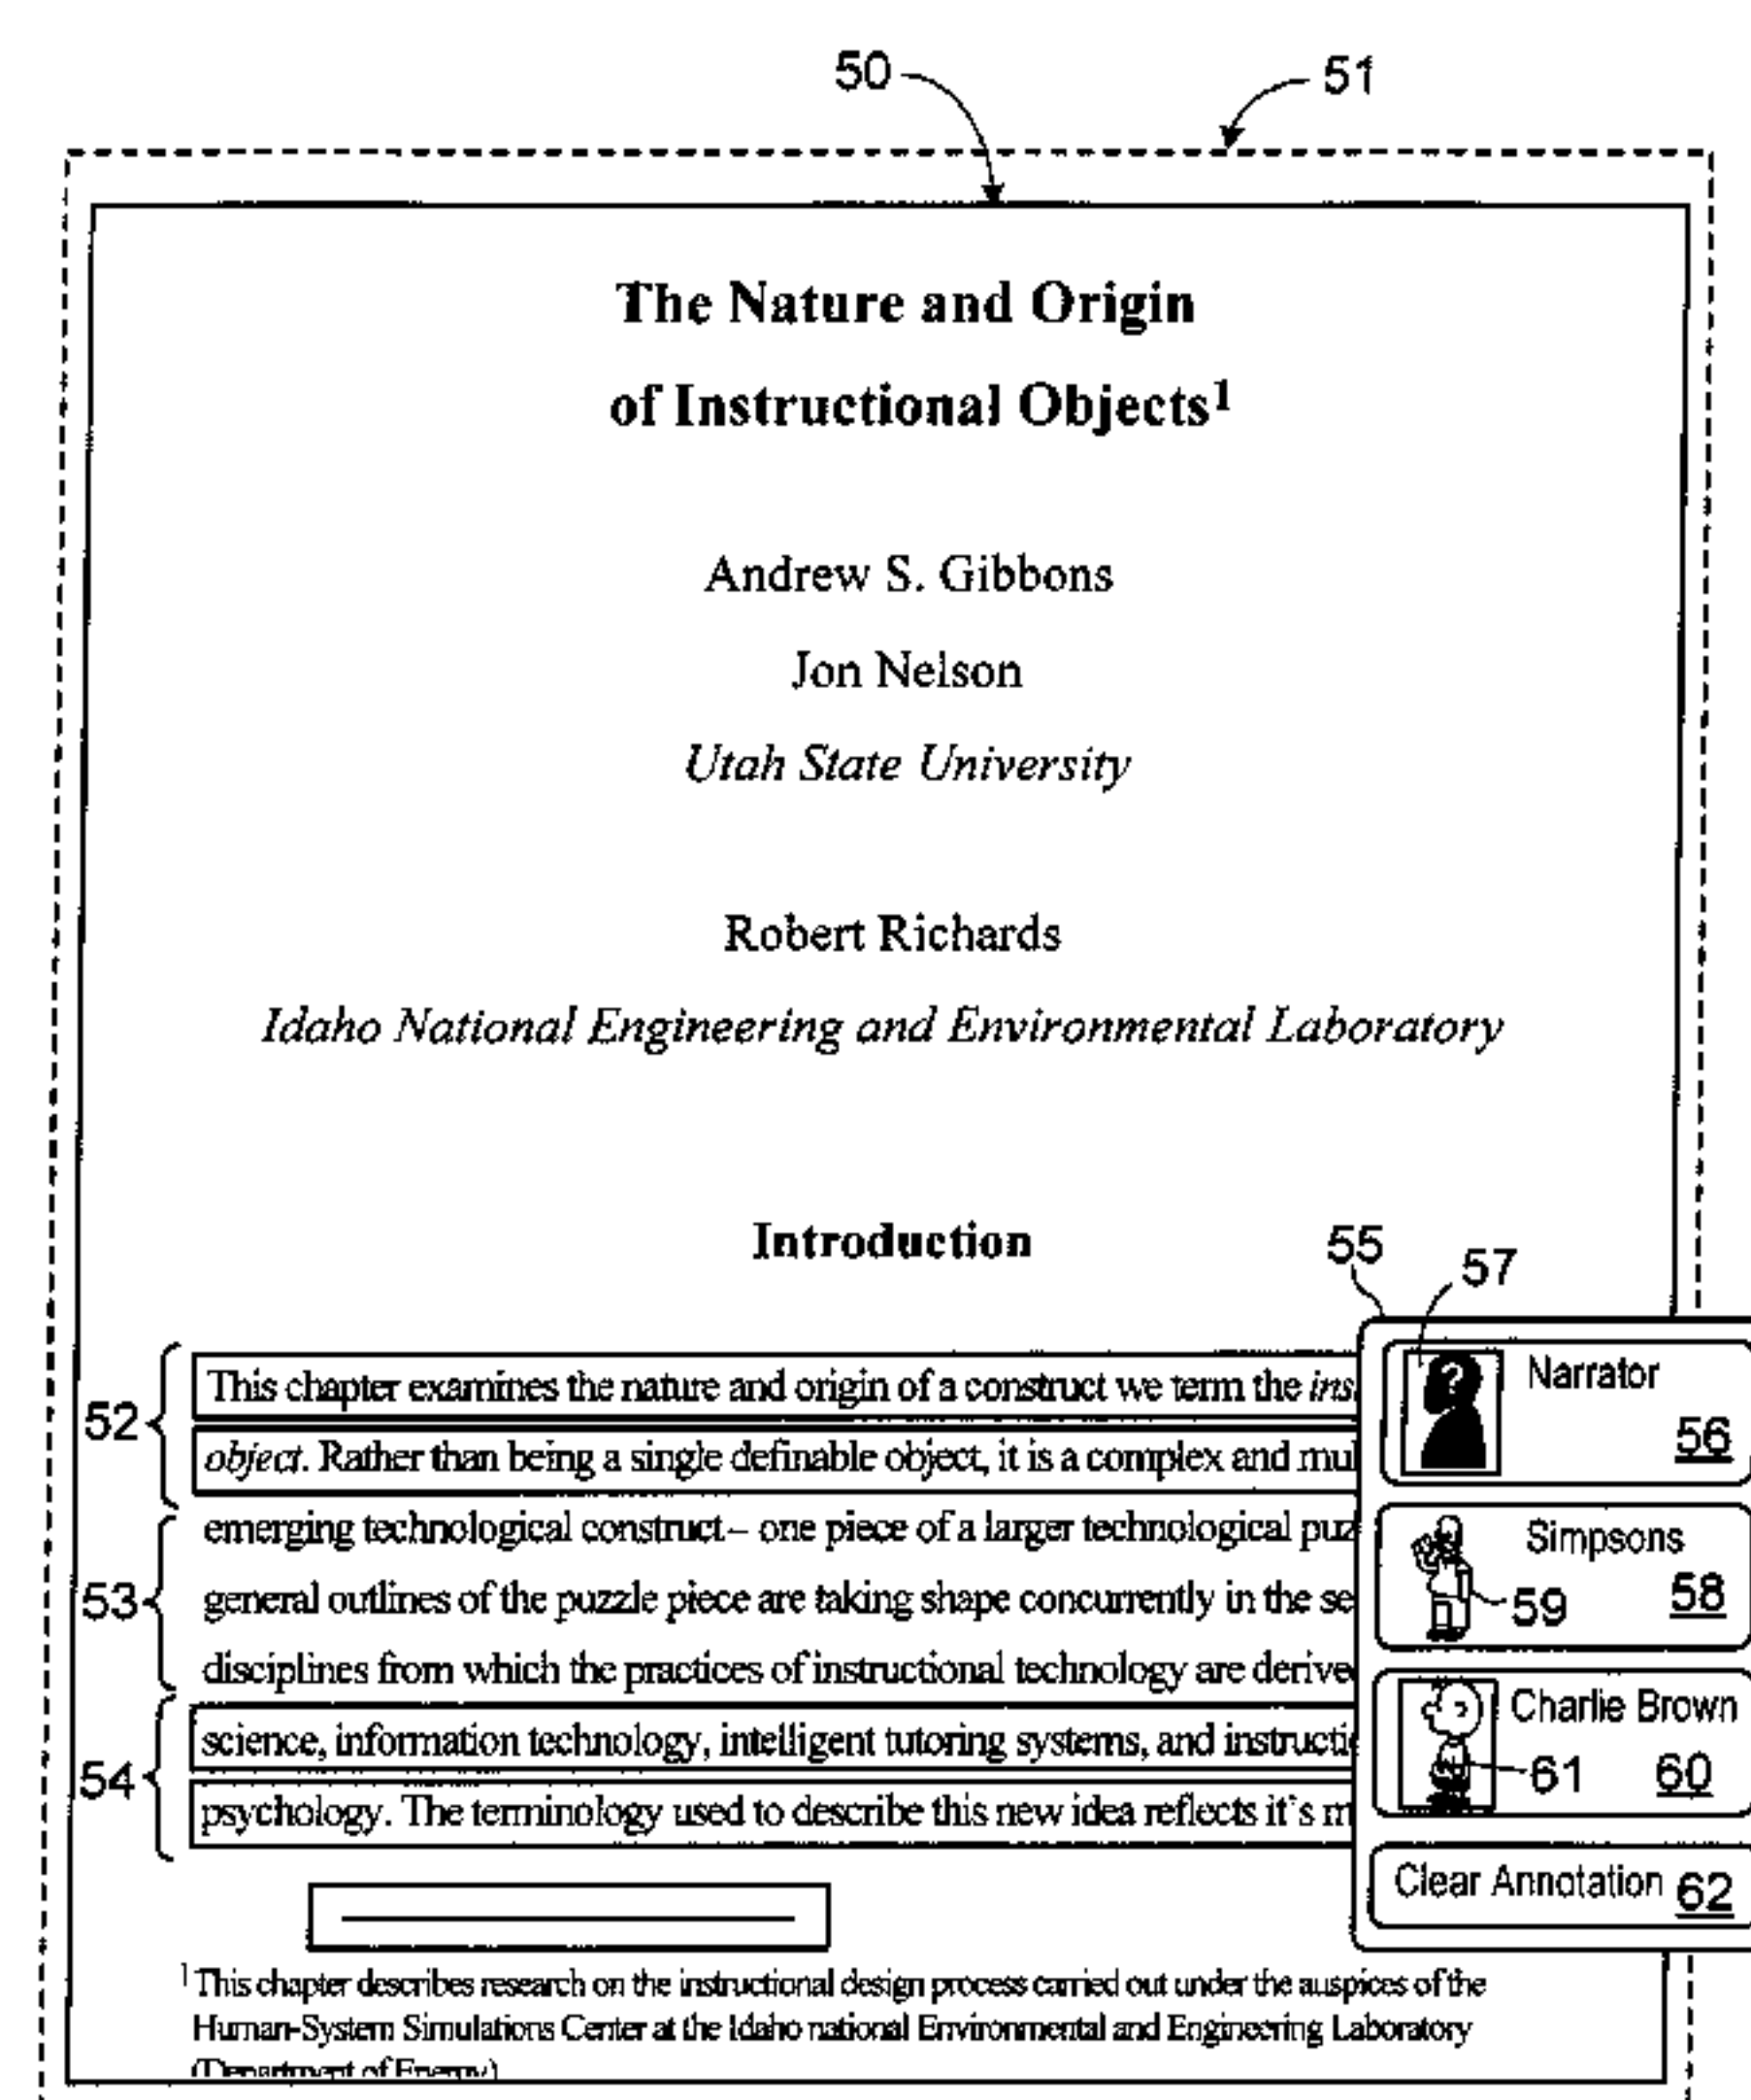 50 51
The Nature and Origin
of Instructional Objects1
Andrew S. Gibbons
Jon Nelson
Utah State University
Robert Richards
Idaho National Engineering and Environmental Laboratory
Introduction
55
57
52
This chapter examines the nature and origin of a construct we term the
object. Rather than being a single definable object, it is a complex and
53
emerging technological construct– one piece of a larger technological
general outlines of the puzzle piece are taking shape concurrently in the
disciplines from which the practices of instructional technology are
54
science, information technology, intelligent tutoring systems, and
psychology. The terminology used to describe this new idea reflects it's
Narrator
56
Simpsons
59 58
Charlie Brown
61 60
Clear Annotation 62
1 This chapter describes research on the instructional design process carried out under the auspices of the
Human-System Simulations Center at the Idaho national Environmental and Engineering Laboratory
(Department of Energy)